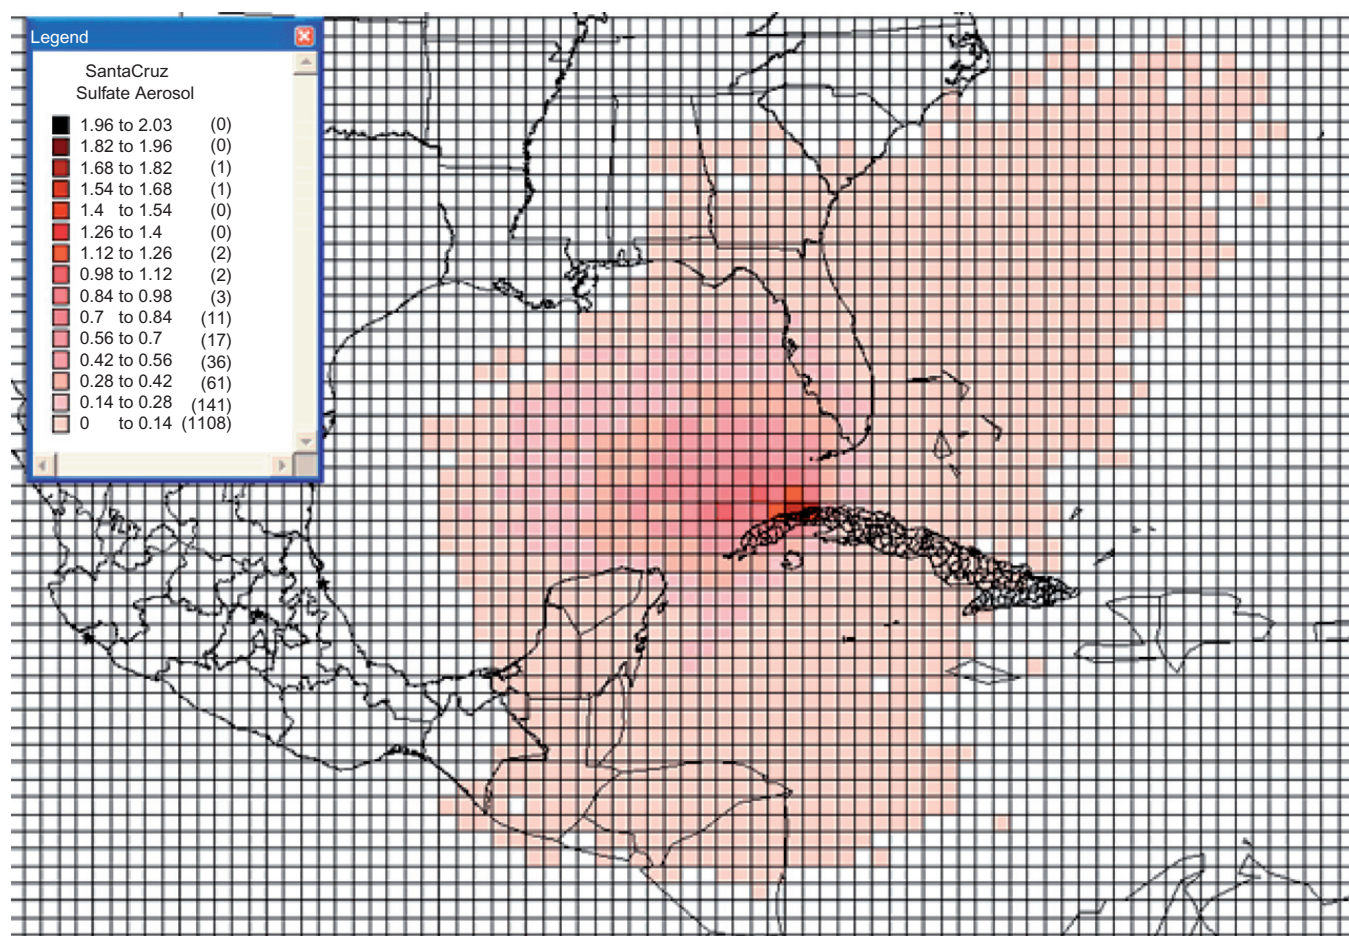 Legend
SantaCruz
Sulfate Aerosol
1.96 to 2.03 (0)
1.82 to 1.96 (0)
1.68 to 1.82 (1)
1.54 to 1.68 (1)
1.4 to 1.54 (0)
1.26 to 1.4 (0)
1.12 to 1.26 (2)
0.98 to 1.12 (2)
0.84 to 0.98 (3)
0.7 to 0.84 (11)
0.56 to 0.7 (17)
0.42 to 0.56 (36)
0.28 to 0.42 (61)
0.14 to 0.28 (141)
0 to 0.14 (1108)